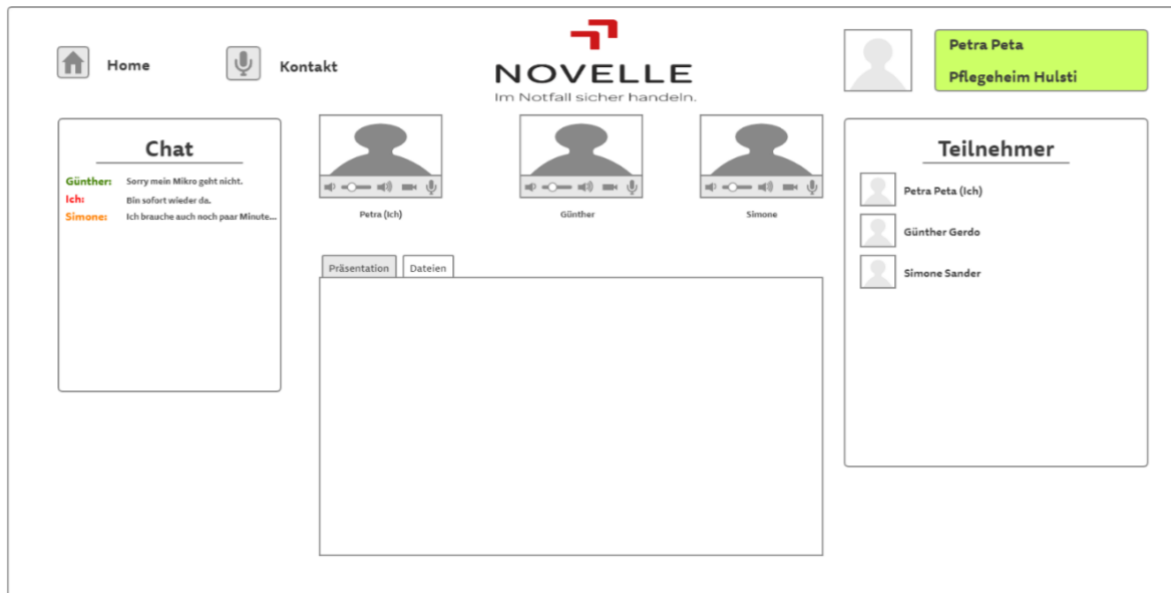 Home
Kontakt
NOVELLE
Im Notfall sicher handeln.
Petra Peta
Pflegeheim Hulsti
Chat
Günther: Sorry mein Mikro geht nicht.
Ich: Bin sofort wieder da.
Simone: Ich brauche auch noch paar Minute...
Petra (Ich)
Günther
Simone
Präsentation
Dateien
Teilnehmer
Petra Peta (Ich)
Günther Gerdo
Simone Sander